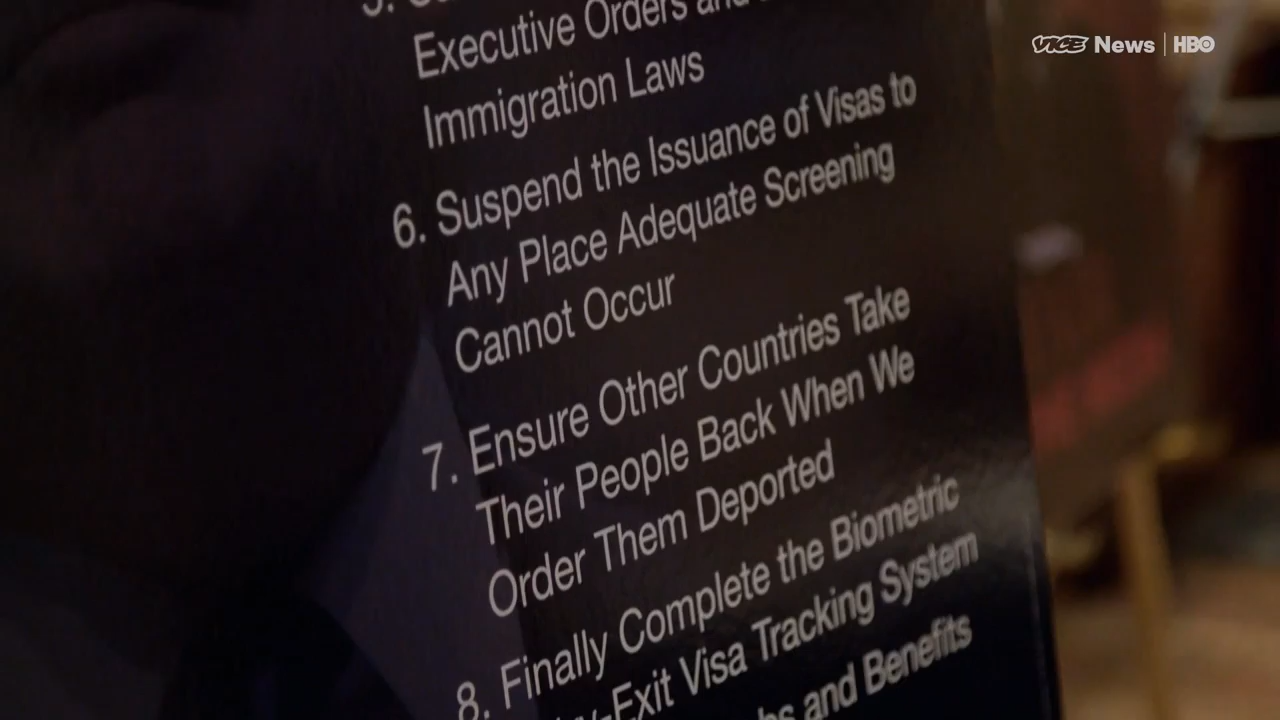 VICE News | HBO
Executive Orders and
Immigration Laws
6. Suspend the Issuance of Visas to
Any Place Adequate Screening
Cannot Occur
7. Ensure Other Countries Take
Their People Back When We
Order Them Deported
8. Finally Complete the Biometric
-Exit Visa Tracking System
and Benefits